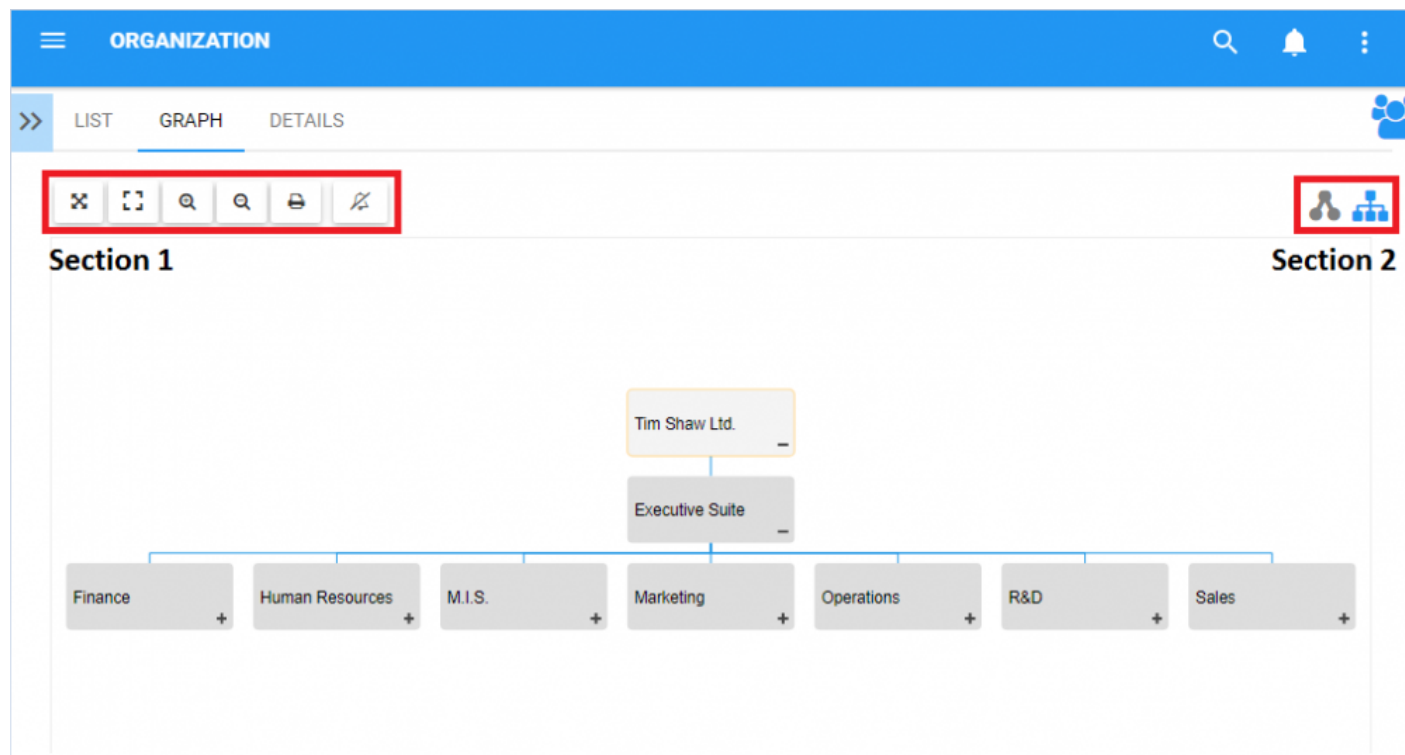 ORGANIZATION
LIST GRAPH DETAILS
Section 1 Section 2
Tim Shaw Ltd.
Executive Suite
Finance Human Resources M.I.S. Marketing Operations R&D Sales